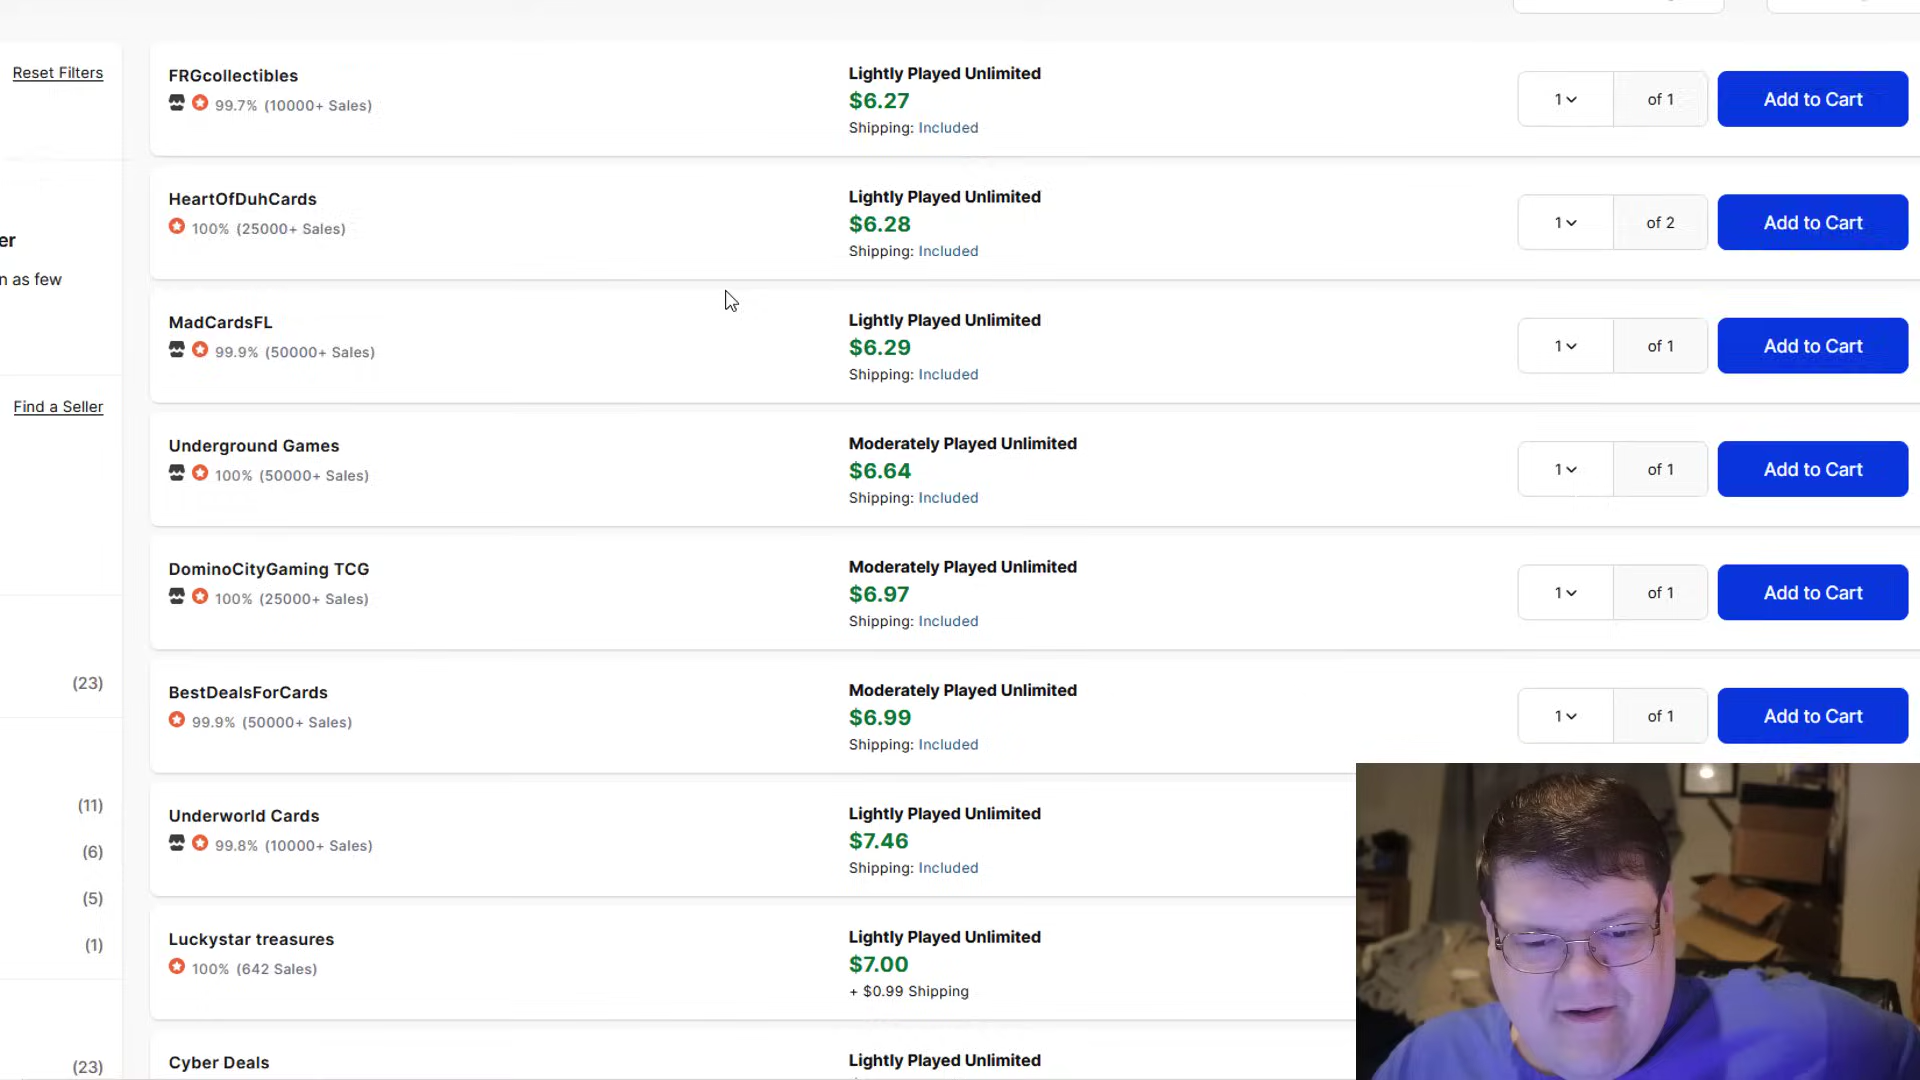 Reset Filters
er
n as few
Find a Seller
(23)
(11)
(6)
(5)
(1)
(23)
FRGcollectibles
99.7% (10000+ Sales)
Lightly Played Unlimited
$6.27
Shipping: Included
1
of 1
Add to Cart
HeartOfDuhCards
100% (25000+ Sales)
Lightly Played Unlimited
$6.28
Shipping: Included
1
of 2
Add to Cart
MadCardsFL
99.9% (50000+ Sales)
Lightly Played Unlimited
$6.29
Shipping: Included
1
of 1
Add to Cart
Underground Games
100% (50000+ Sales)
Moderately Played Unlimited
$6.64
Shipping: Included
1
of 1
Add to Cart
DominoCityGaming TCG
100% (25000+ Sales)
Moderately Played Unlimited
$6.97
Shipping: Included
1
of 1
Add to Cart
BestDealsForCards
99.9% (50000+ Sales)
Moderately Played Unlimited
$6.99
Shipping: Included
1
of 1
Add to Cart
Underworld Cards
99.8% (10000+ Sales)
Lightly Played Unlimited
$7.46
Shipping: Included
Luckystar treasures
100% (642 Sales)
Lightly Played Unlimited
$7.00
+ $0.99 Shipping
Cyber Deals
Lightly Played Unlimited